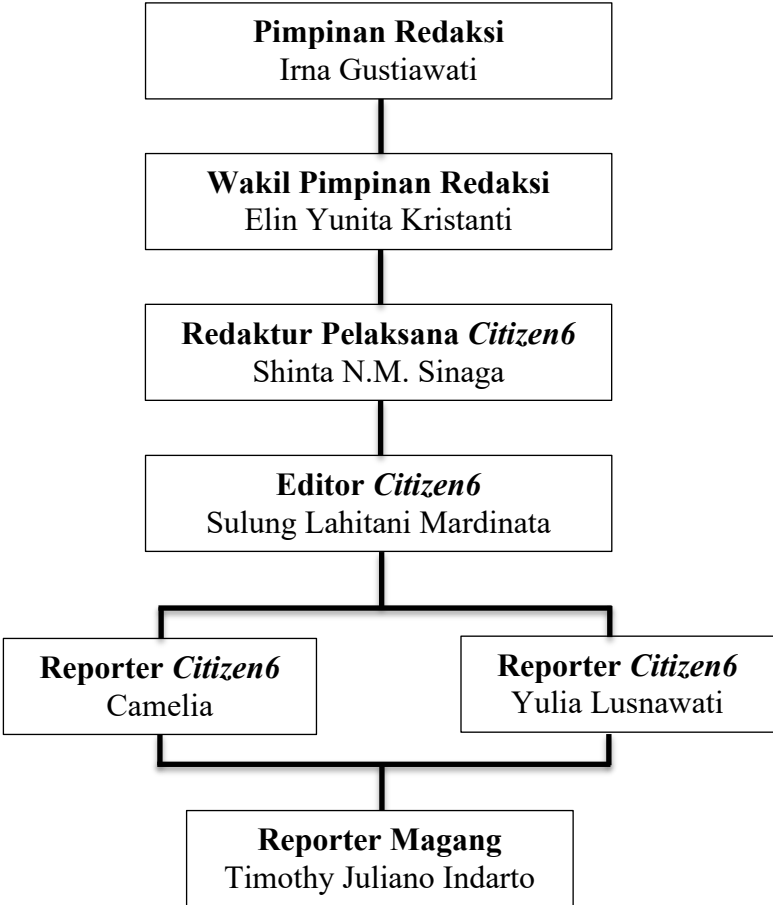 Pimpinan Redaksi
Irna Gustiawati
Wakil Pimpinan Redaksi
Elin Yunita Kristanti
Redaktur Pelaksana Citizen6
Shinta N.M. Sinaga
Editor Citizen6
Sulung Lahitani Mardinata
Reporter Citizen6
Camelia
Reporter Citizen6
Yulia Lusnawati
Reporter Magang
Timothy Juliano Indarto